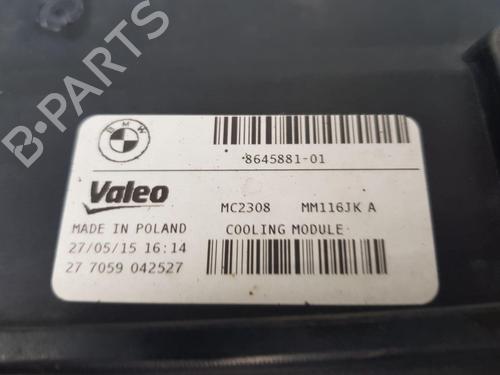 B-PARTS
BMW
8645881-01
Valeo
MC2308 MM116JK A
MADE IN POLAND COOLING MODULE
27/05/15 16:14
27 7059 042527